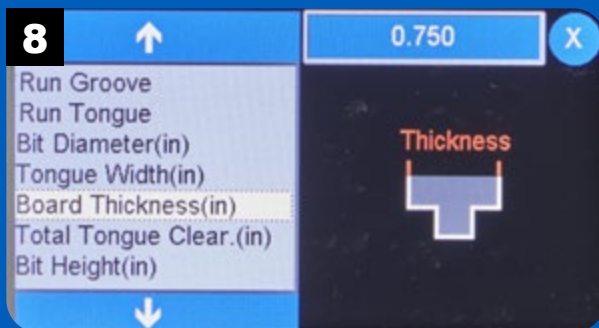 8
0.750
X
Run Groove
Run Tongue
Bit Diameter(in)
Tongue Width(in)
Board Thickness(in)
Total Tongue Clear.(in)
Bit Height(in)
Thickness